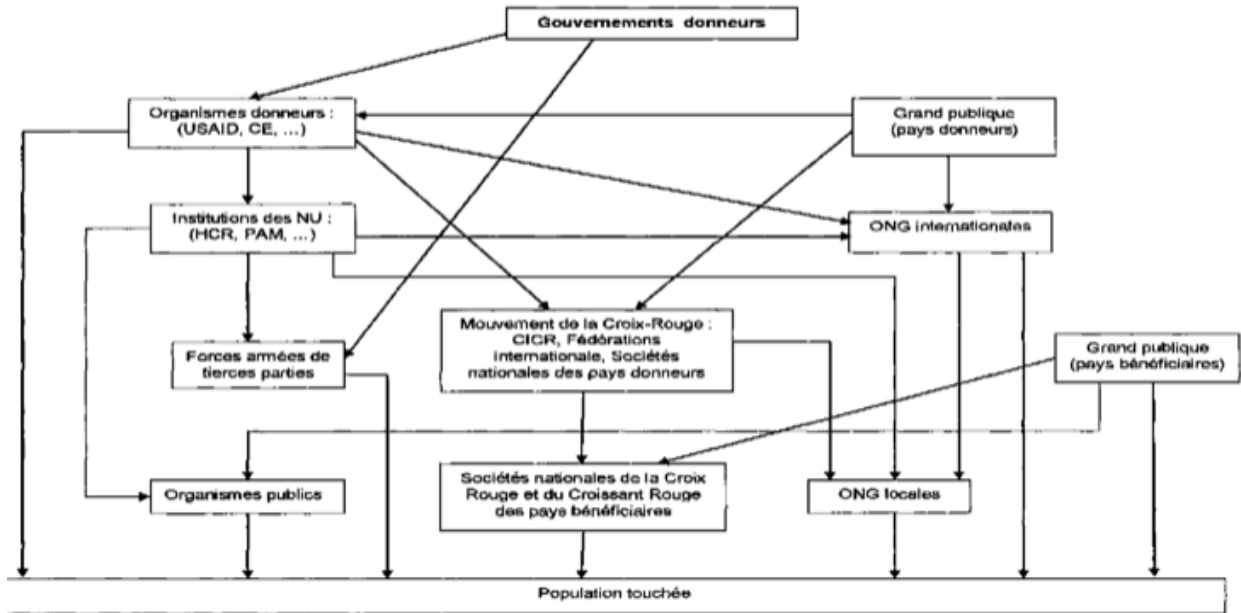 Gouvernements donneurs
Organismes donneurs :
(USAID, CE, ...)
Grand publique
(pays donneurs)
Institutions des NU :
(HCR, PAM, ...)
ONG internationales
Mouvement de la Croix-Rouge :
CICR, Fédérations
Internationale, Sociétés
nationales des pays donneurs
Forces armées de
tierces parties
Grand publique
(pays bénéficiaires)
Organismes publics
Sociétés nationales de la Croix
Rouge et du Croissant Rouge
des pays bénéficiaires
ONG locales
Population touchée